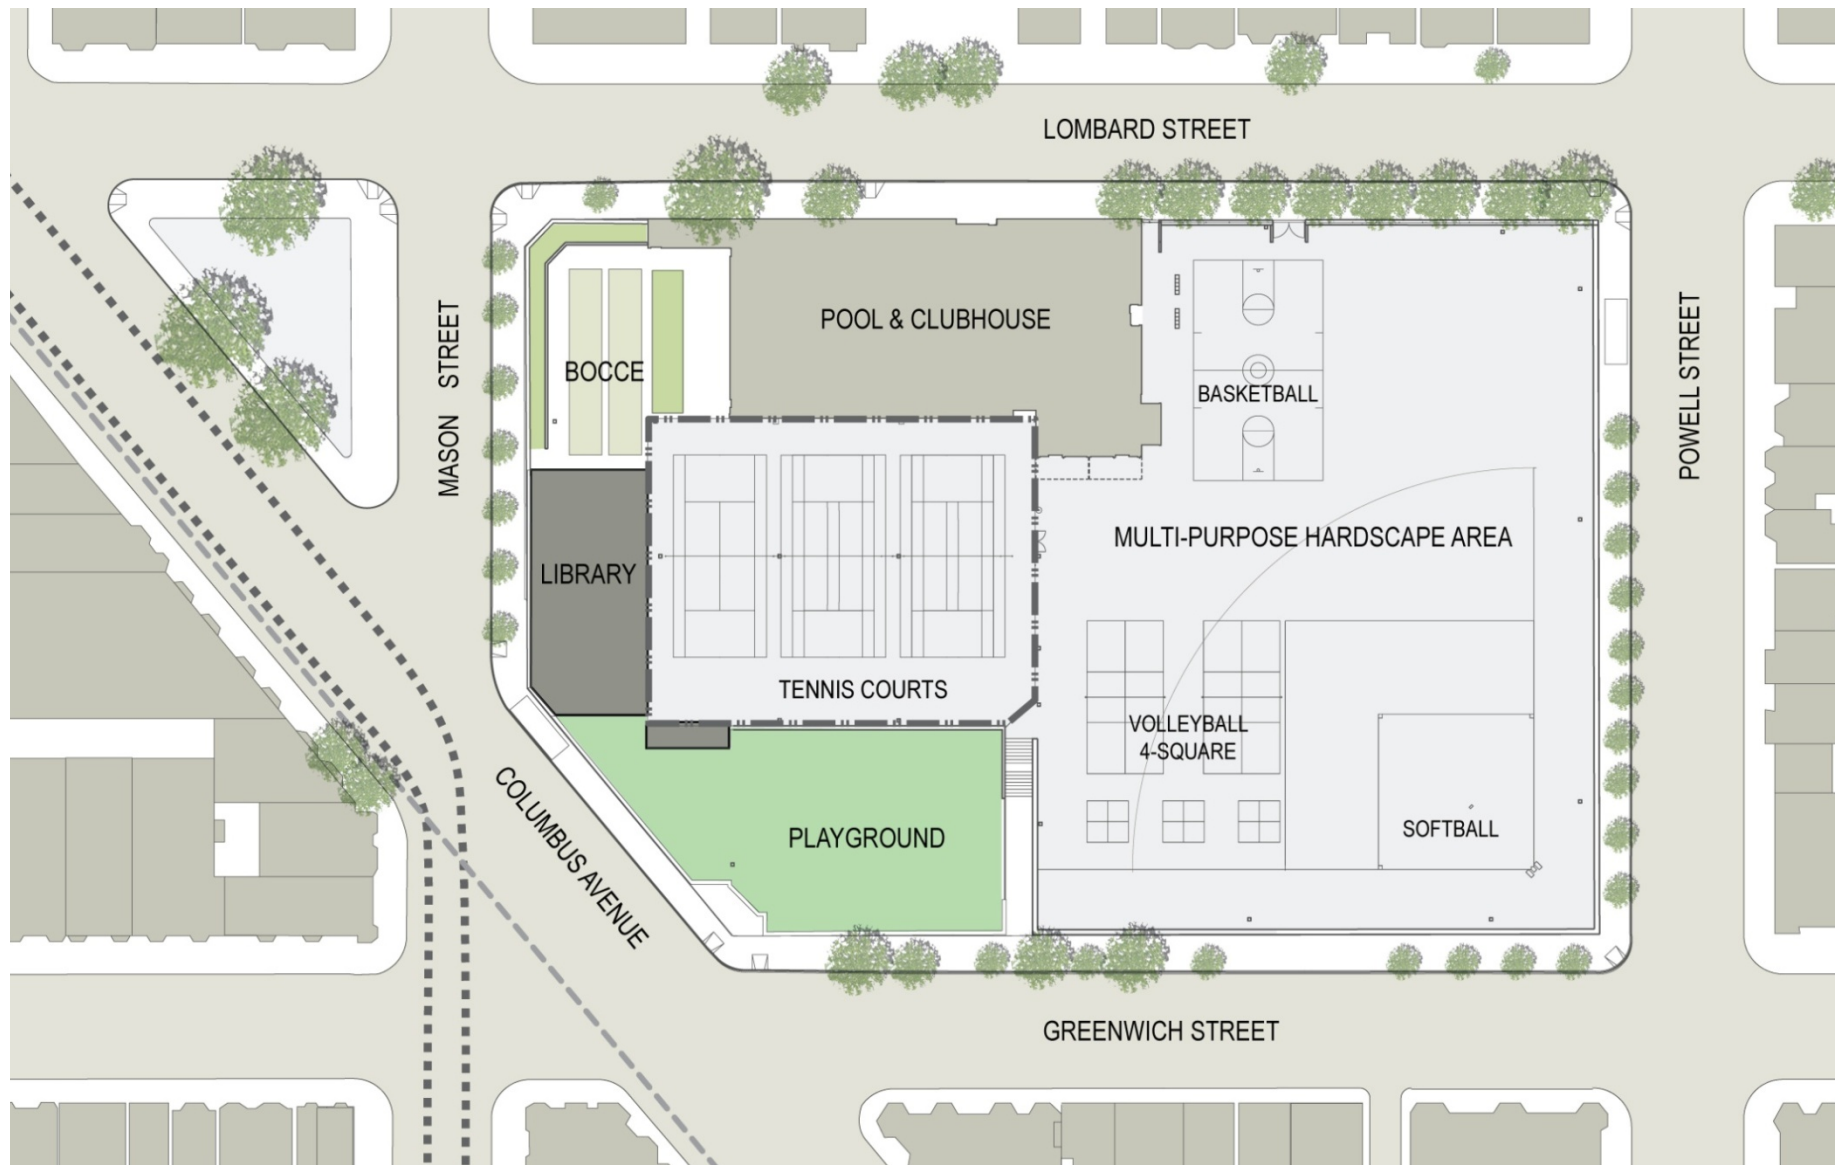 LOMBARD STREET
POOL & CLUBHOUSE
MASON STREET
BOCCE
BASKETBALL
POWELL STREET
MULTI-PURPOSE HARDSCAPE AREA
LIBRARY
TENNIS COURTS
VOLLEYBALL
4-SQUARE
COLUMBUS AVENUE
PLAYGROUND
SOFTBALL
GREENWICH STREET